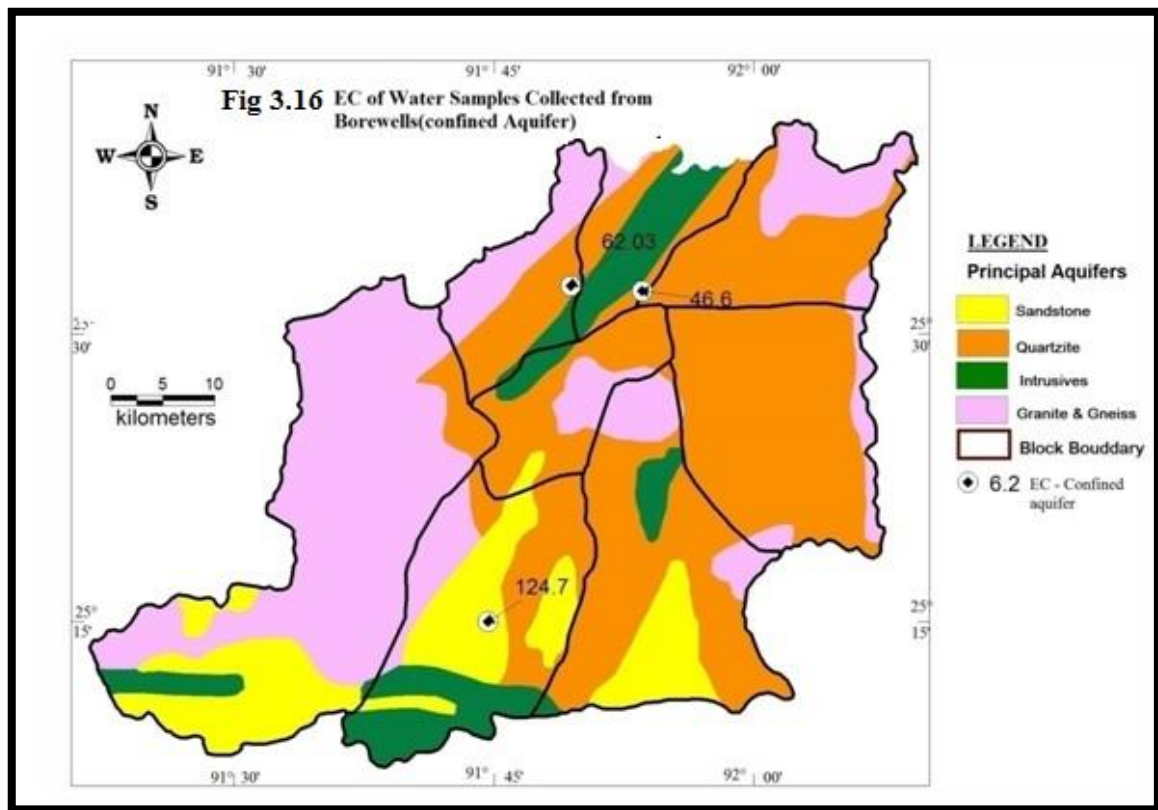 91° 30'
91° 45'
92° 00'
Fig 3.16 EC of Water Samples Collected from
Borewells(confined Aquifer)
N
W E
S
62.03
46.6
25°
30'
25°
30'
0 5 10
kilometers
LEGEND
Principal Aquifers
Sandstone
Quartzite
Intrusives
Granite & Gneiss
Block Bouddary
6.2 EC - Confined
aquifer
124.7
25°
15'
25°
15'
91° 30'
91° 45'
92° 00'